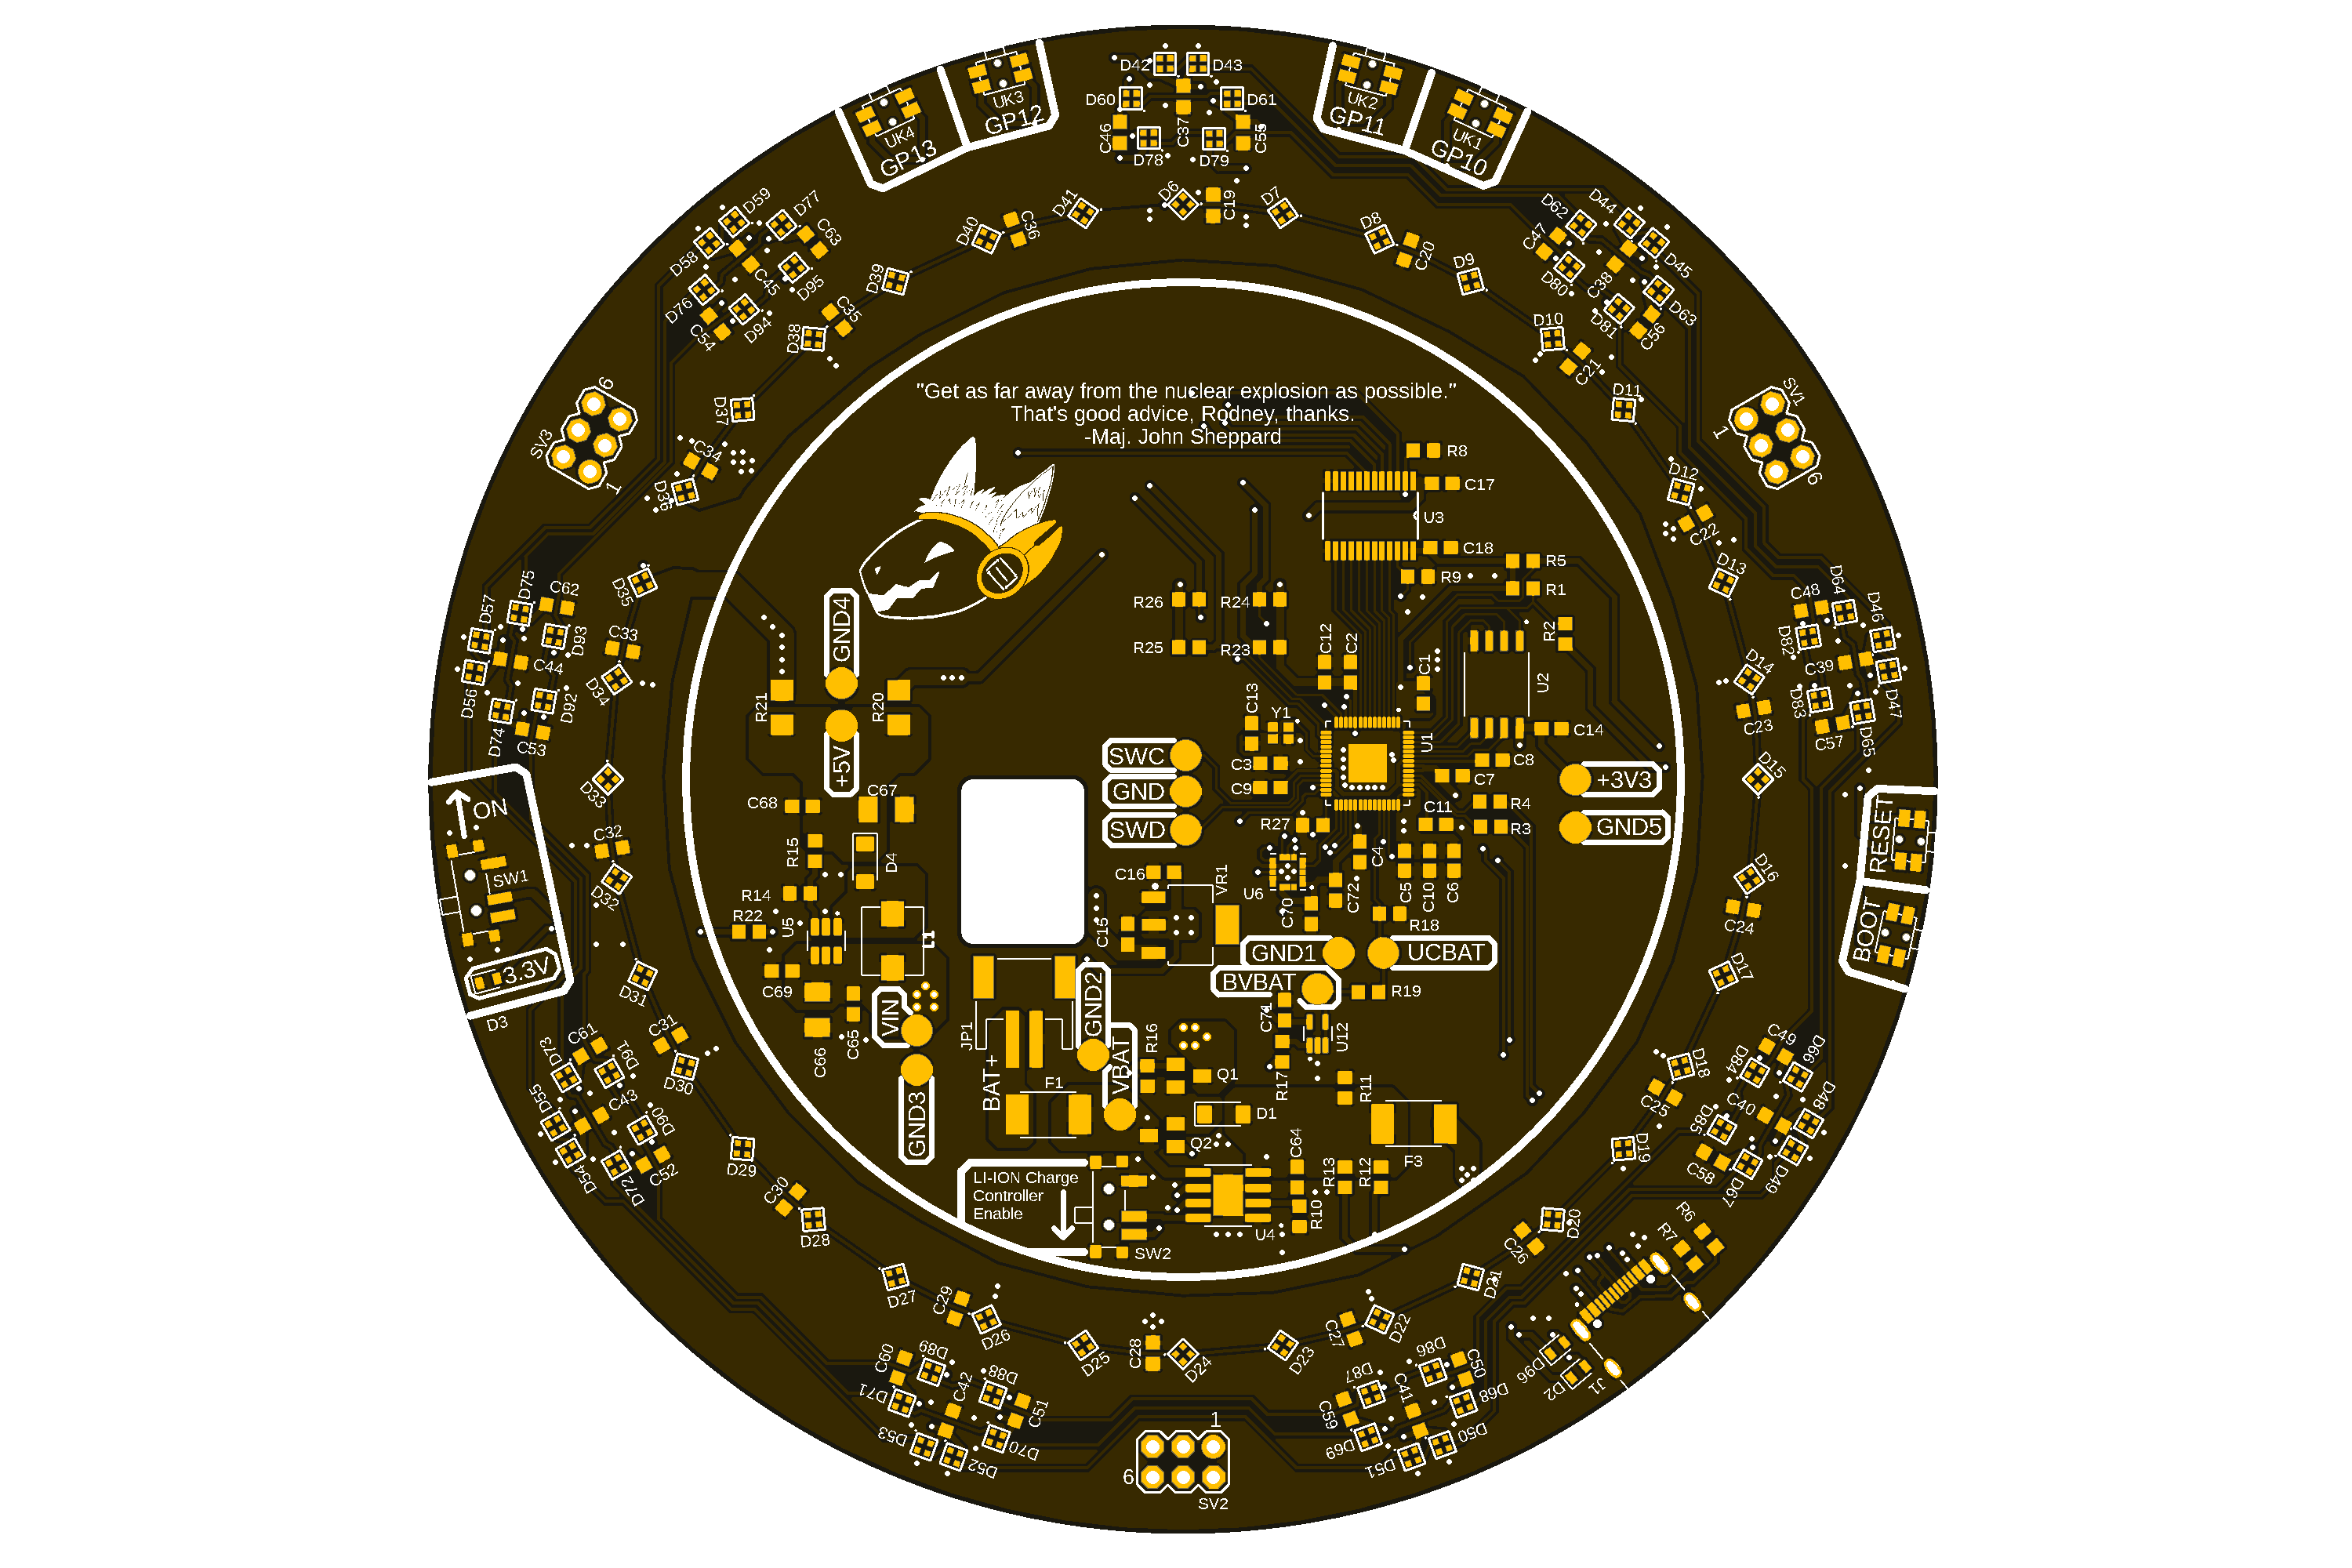 UK3
GP12
UK4
GP13
UK2
GP11
UK1
GP10
D42
D43
D60
D61
C46
C37
C55
D78
D79
D6
C19
D7
D41
D40
C36
D39
D8
C20
D9
D59
D77
C63
D58
C45
D95
D76
C54
D94
D38
C35
D62
D44
C47
D45
D80
C38
D63
D81
C56
D10
C21
D11
D37
C34
D36
SV3
6
1
SV1
1
6
"Get as far away from the nuclear explosion as possible."
That's good advice, Rodney, thanks.
-Maj. John Sheppard
R8
C17
U3
C18
R9
R5
R1
R2
D12
C22
D13
D14
C23
D15
D75
C62
D57
D93
C44
D56
D92
D74
C53
D35
C33
D34
D33
C48
D64
D46
D82
C39
D83
D47
C57
D65
GND4
+5V
R21
R20
R26
R24
R25
R23
C12
C2
C1
U2
C14
C13
Y1
U1
C3
C9
C8
C7
C11
R4
R3
R27
SWC
GND
SWD
+3V3
GND5
C68
C67
R15
D4
R14
R22
U5
L1
C69
C66
C65
VIN
GND3
C16
VR1
C15
U6
C70
C72
C4
C5
C10
C6
R18
GND1
UCBAT
BVBAT
R19
C71
U12
R17
GND2
VBAT
JP1
BAT+
F1
R16
Q1
D1
Q2
R11
F3
C64
R13
R12
R10
U4
LI-ION Charge
Controller
Enable
SW2
ON
SW1
3.3V
D3
C32
D32
D31
C31
D30
D29
C30
D28
D27
C29
D26
D25
C28
D24
D23
C27
D22
D21
C26
D20
D19
C25
D18
D17
C24
D16
RESET
BOOT
C61
D73
D91
D55
C43
D90
D54
D72
C52
C49
D66
D84
D48
C40
D85
D49
C58
D67
R6
R7
D96
D2
J1
C60
D89
D88
D71
C42
C51
D53
D70
D52
D87
D86
C50
C59
C41
D68
D69
D50
D51
1
6
SV2